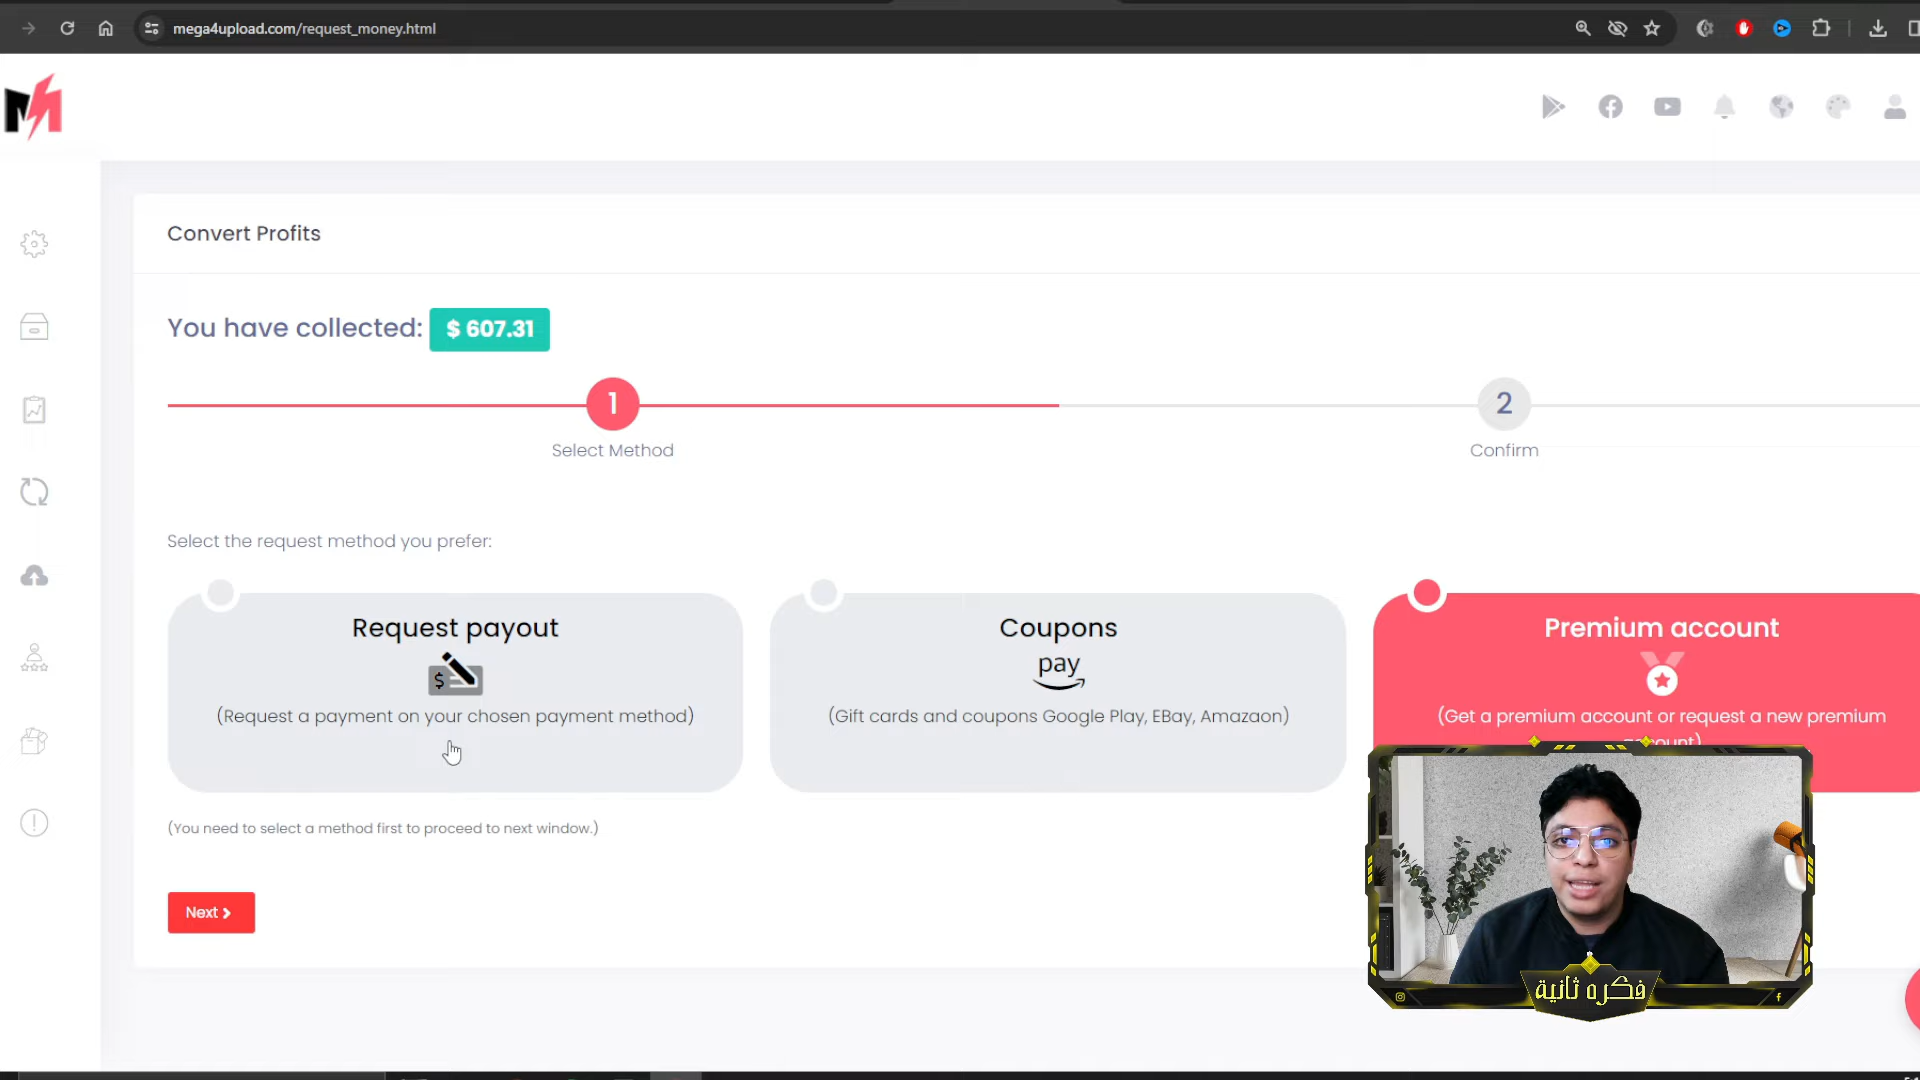 mega4upload.com/request_money.html
Convert Profits
You have collected: $ 607.31
1
2
Select Method
Confirm
Select the request method you prefer:
Request payout
$
(Request a payment on your chosen payment method)
Coupons
pay
(Gift cards and coupons Google Play, EBay, Amazaon)
Premium account
(Get a premium account or request a new premium
account)
(You need to select a method first to proceed to next window.)
Next
فكره ثانية